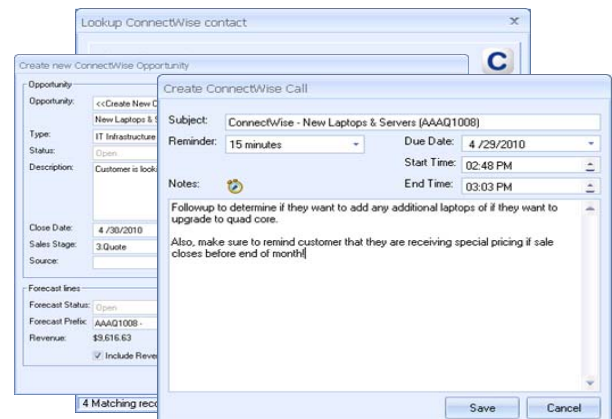 Lookup ConnectWise contact
C
Create new ConnectWise Opportunity
Opportunity
Opportunity:
<<Create New
New Laptops &
Type:
IT Infrastructure
Status:
Open
Description:
Customer is looki
Close Date:
4 /30/2010
Sales Stage:
3.Quote
Source:
Forecast lines
Forecast Status:
Open
Forecast Prefix:
AAAQ1008 -
Revenue:
$9,616.63
Include Reve
4 Matching reco
Create ConnectWise Call
Subject: ConnectWise - New Laptops & Servers (AAAQ1008)
Reminder: 15 minutes Due Date: 4 /29/2010
Start Time: 02:48 PM
Notes: End Time: 03:03 PM
Followup to determine if they want to add any additional laptops of if they want to
upgrade to quad core.
Also, make sure to remind customer that they are receiving special pricing if sale
closes before end of month!
Save Cancel